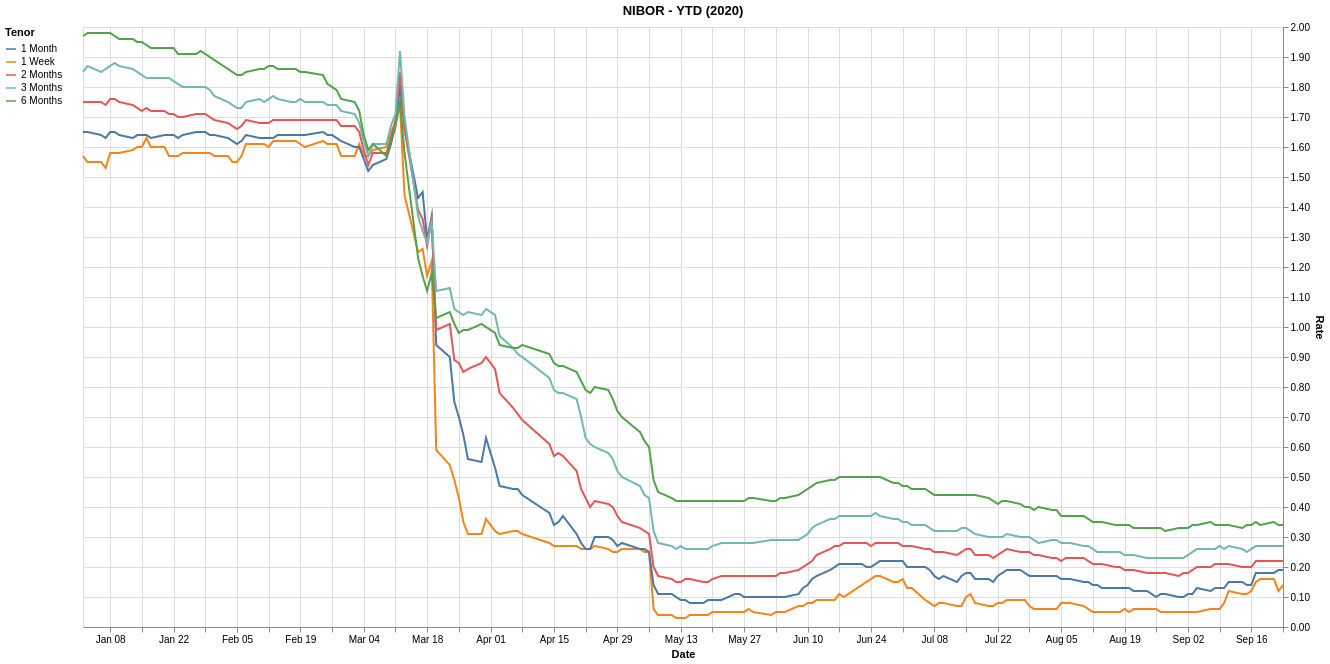 NIBOR - YTD (2020)
Tenor
1 Month
1 Week
2 Months
3 Months
6 Months
2.00
1.90
1.80
1.70
1.60
1.50
1.40
1.30
1.20
1.10
1.00
0.90
0.80
0.70
0.60
0.50
0.40
0.30
0.20
0.10
0.00
Rate
Jan 08 Jan 22 Feb 05 Feb 19 Mar 04 Mar 18 Apr 01 Apr 15 Apr 29 May 13 May 27 Jun 10 Jun 24 Jul 08 Jul 22 Aug 05 Aug 19 Sep 02 Sep 16
Date